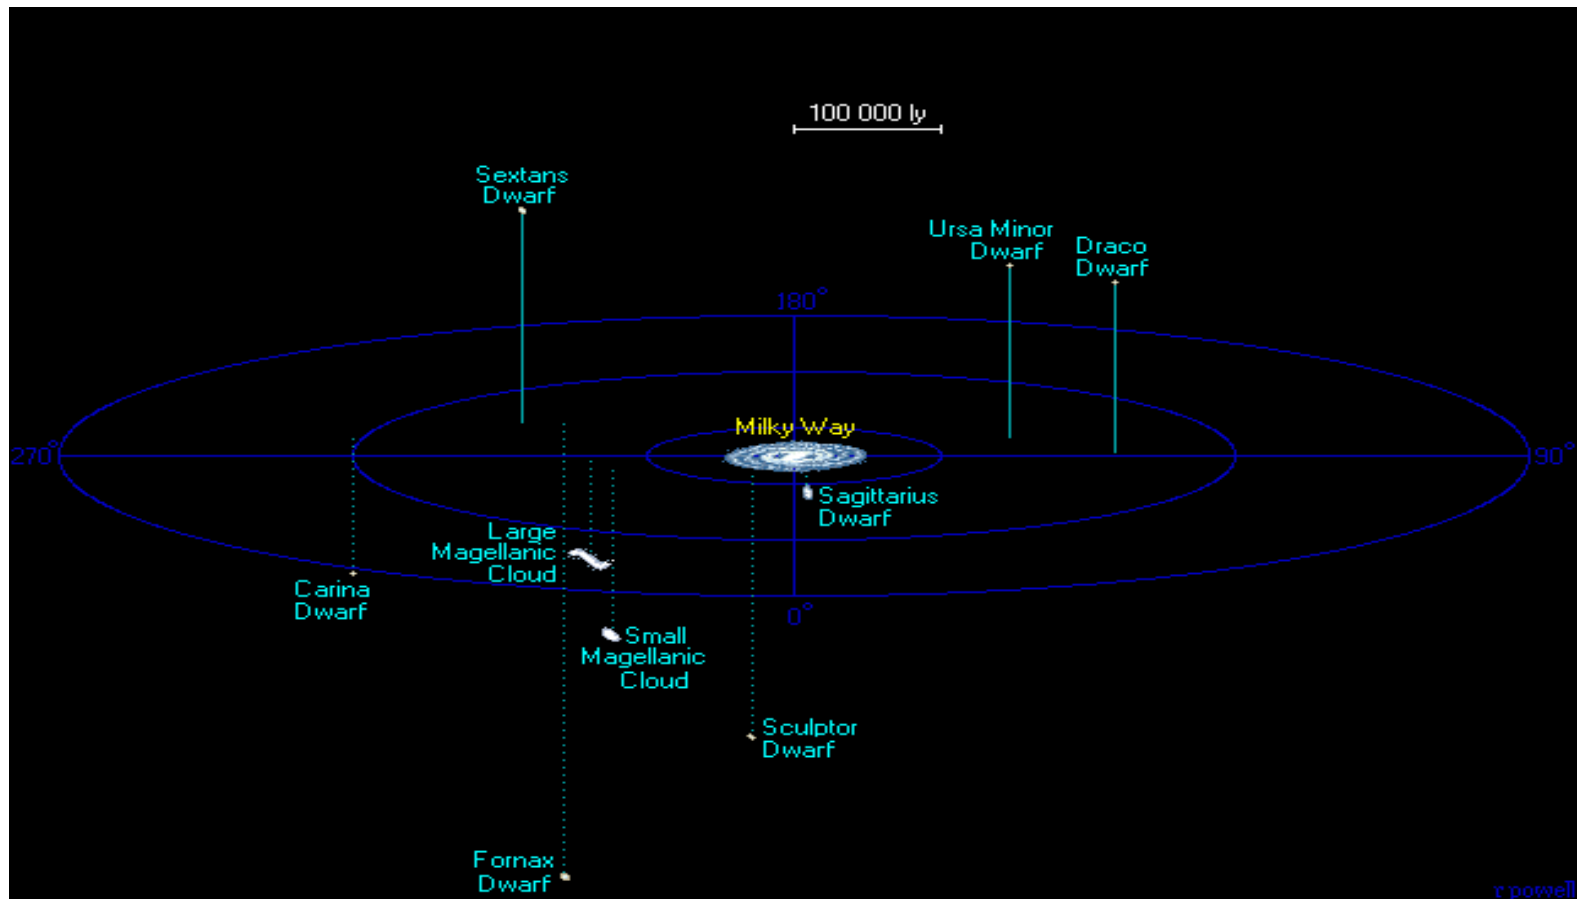 100 000 ly
Sextans
Dwarf
Ursa Minor
Dwarf
Draco
Dwarf
180°
Milky Way
270°
90°
Sagittarius
Dwarf
Large
Magellanic
Cloud
Carina
Dwarf
0°
Small
Magellanic
Cloud
Sculptor
Dwarf
Fornax
Dwarf
r powell